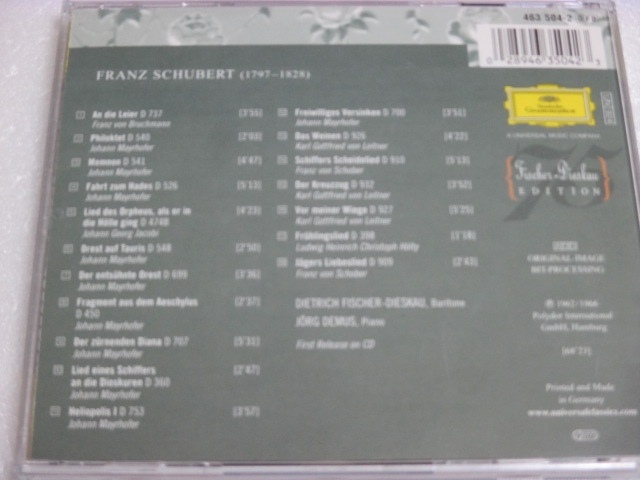 463 504-2
0 28946 35042 3
FRANZ SCHUBERT (1797–1828)
An die Leier D 737 [3'55]
Franz von Bruchmann
Philoktet D 540 [2'03]
Johann Mayrhofer
Memnon D 541 [4'47]
Johann Mayrhofer
Fahrt zum Hades D 526 [5'13]
Johann Mayrhofer
Lied des Orpheus, als er in [4'23]
die Hölle ging D 474B
Johann Georg Jacobi
Orest auf Tauris D 548 [2'50]
Johann Mayrhofer
Der entsühnte Orest D 699 [3'36]
Johann Mayrhofer
Fragment aus dem Aeschylus [2'37]
D 450
Johann Mayrhofer
Der zürnenden Diana D 707 [5'31]
Johann Mayrhofer
Lied eines Schiffers [2'47]
an die Dioskuren D 360
Johann Mayrhofer
Heliopolis I D 753 [3'57]
Johann Mayrhofer
Freiwilliges Versinken D 700 [3'51]
Johann Mayrhofer
Das Weinen D 926 [4'22]
Karl Gottfried von Leitner
Schiffers Scheidelied D 910 [5'13]
Franz von Schober
Der Kreuzzug D 932 [3'52]
Karl Gottfried von Leitner
Vor meiner Wiege D 927 [5'25]
Karl Gottfried von Leitner
Frühlingslied D 398 [1'18]
Ludwig Heinrich Christoph Hölty
Jägers Liebeslied D 909 [2'43]
Franz von Schober
DIETRICH FISCHER-DIESKAU, Baritone
JÖRG DEMUS, Piano
First Release on CD
Deutsche
Grammophon
A UNIVERSAL MUSIC COMPANY
75
Fischer-Dieskau
EDITION
ORIGINAL-IMAGE
BIT-PROCESSING
℗ 1962/1966
Polydor International
GmbH, Hamburg
[68'73]
Printed and Made
in Germany
www.universalclassics.com